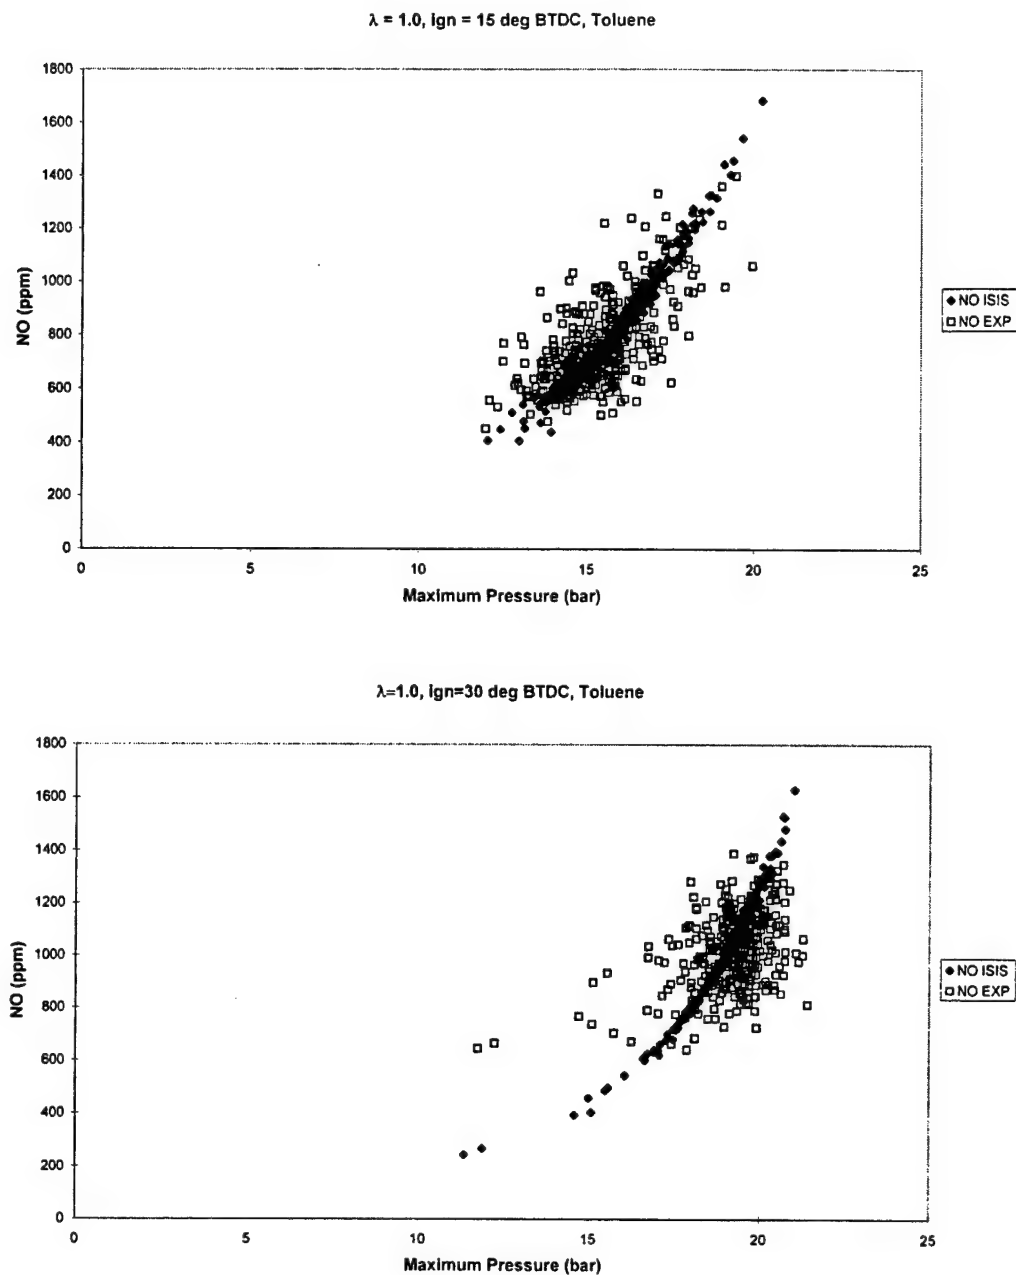 λ = 1.0, ign = 15 deg BTDC, Toluene
1800
1600
1400
1200
1000
800
600
400
200
0
NO (ppm)
0 5 10 15 20 25
Maximum Pressure (bar)
NO ISIS
NO EXP
λ=1.0, ign=30 deg BTDC, Toluene
1800
1600
1400
1200
1000
800
600
400
200
0
NO (ppm)
0 5 10 15 20 25
Maximum Pressure (bar)
NO ISIS
NO EXP